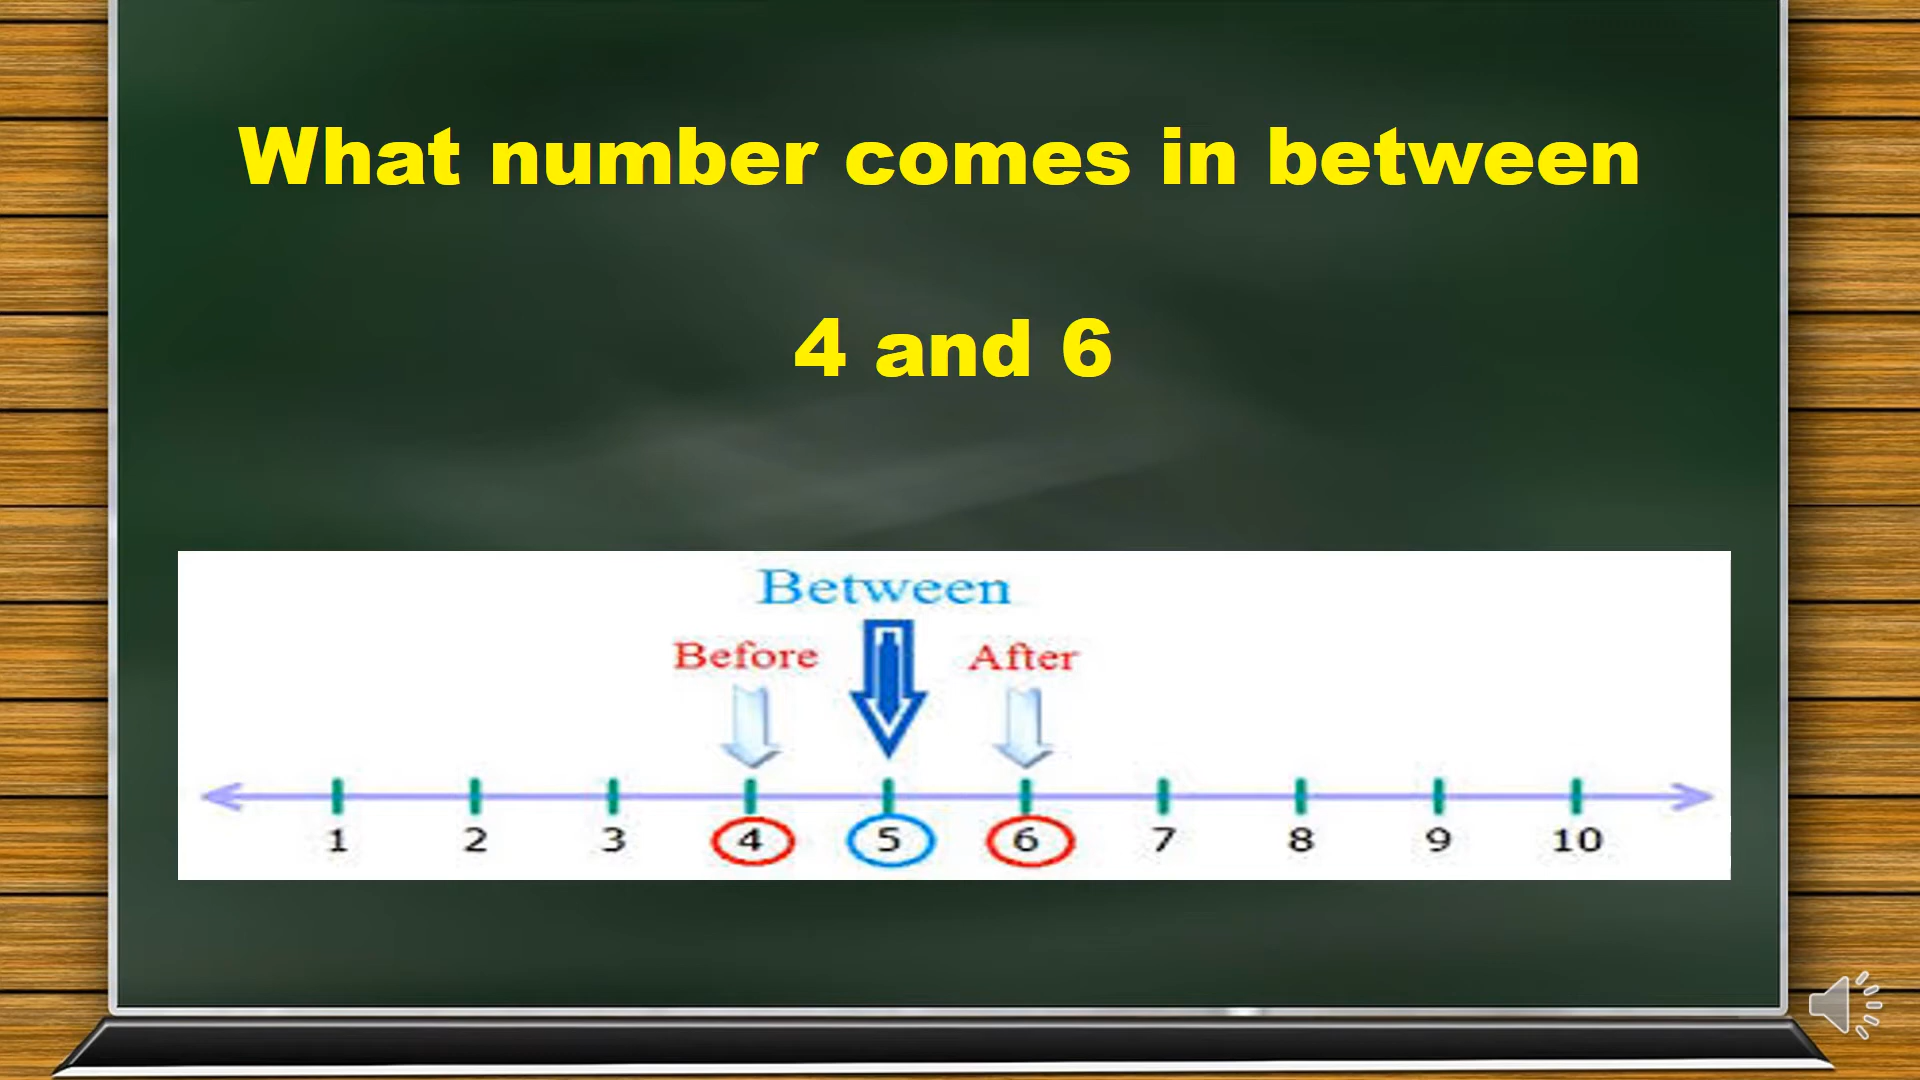 What number comes in between
4 and 6
Between
Before After
1 2 3 4 5 6 7 8 9 10